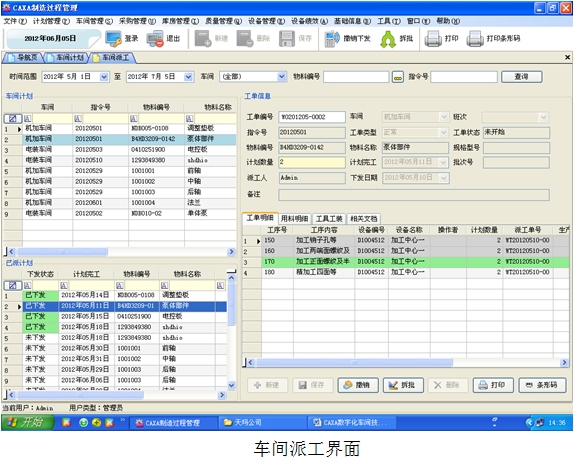 CAXA制造过程管理
文件(F) 计划管理(Y) 车间管理(X) 采购管理(W) 库房管理(V) 质量管理(U) 设备管理(Z) 设备绩效(A) 基础信息(B) 工具(T) 窗口(W) 帮助(H)
2012年06月05日 登录 退出 新建 删除 保存 撤销下发 拆批 打印 打印条形码
导航页 车间计划 车间派工
时间范围 2012年 5月 1日 至 2012年 7月 5日 车间 (全部) 物料编号 指令号 查询
车间计划
车间 指令号 物料编号 物料名称
1 机加车间 20120501 MDB005-0108 调整垫板
2 机加车间 20120501 B4HD3209-0142 泵体部件
3 电装车间 20120503 0410251900 电控板
4 机加车间 20120510 1293849380 shdhio
5 机加车间 20120529 1001001 前轴
6 机加车间 20120529 1001002 中轴
7 机加车间 20120529 1001003 后轴
8 机加车间 20120601 1001004 法兰
9 电装车间 20120502 MDB010-02 单体泵
已派计划
下发状态 计划完工 物料编号 物料名称
1 已下发 2012年05月14日 MDB005-0108 调整垫板
2 已下发 2012年05月11日 B4HD3209-01 泵体部件
3 已下发 2012年05月15日 0410251900 电控板
4 已下发 2012年05月18日 1293849380 shdhio
5 未下发 2012年05月18日 1293849380 shdhio
6 未下发 2012年05月30日 1001001 前轴
7 未下发 2012年05月31日 1001002 中轴
8 未下发 2012年05月29日 1001003 后轴
9 未下发 2012年06月15日 1001004 法兰
工单信息
工单编号 WO201205-0002 车间 机加车间 班次
指令号 20120501 工单类型 正常 工单状态 未开始
物料编号 B4HD3209-0142 物料名称 泵体部件 规格型号
计划数量 2 计划完工 2012年05月11日 批次号
派工人 Admin 下发日期 2012年05月10日
备注
工单明细 用料明细 工具工装 相关文档
工序号 工序内容 设备编号 设备名称 操作者 计划数量 派工单号 生产
1 150 加工销子孔等 D1004512 加工中心一 2 WT20120510-00
2 160 加工两端面螺纹及 D1004512 加工中心一 2 WT20120510-00
3 170 加工正面螺纹及半 D1004512 加工中心一 2 WT20120510-00
4 180 精加工四面等 D1004512 加工中心一 2 WT20120510-00
新建 保存 撤销 拆批 删除 打印 条形码
当前用户：Admin 用户类型：管理员
开始 CAXA制造过程管理 天玛公司 CAXA数字化车间技... 14:36
车间派工界面